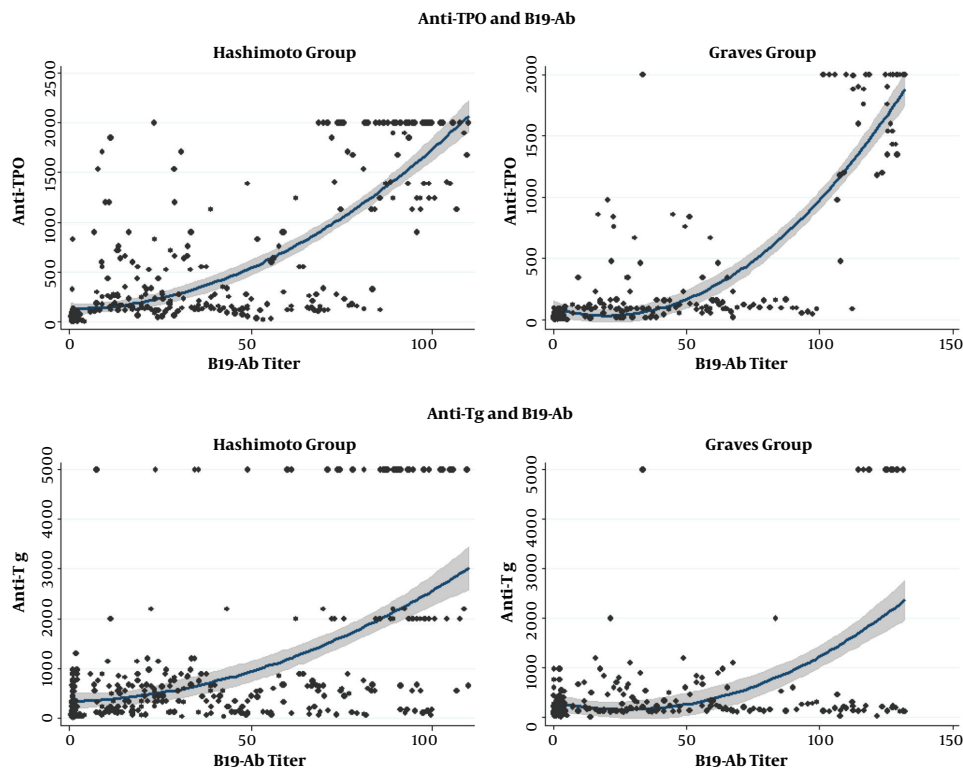 Anti-TPO and B19-Ab
Hashimoto Group
Graves Group
2500
2000
1500
1000
500
0
Anti-TPO
0 50 100
B19-Ab Titer
2000
1500
1000
500
0
Anti-TPO
0 50 100 150
B19-Ab Titer
Anti-Tg and B19-Ab
Hashimoto Group
Graves Group
5000
4000
3000
2000
1000
0
Anti-T g
0 50 100
B19-Ab Titer
5000
4000
3000
2000
1000
0
Anti-T g
0 50 100 150
B19-Ab Titer